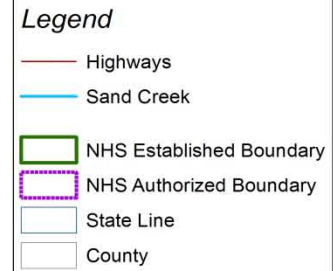 Legend
Highways
Sand Creek
NHS Established Boundary
NHS Authorized Boundary
State Line
County